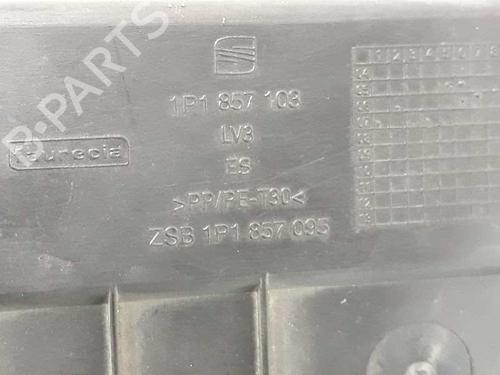 B-PARTS
1P1 857 103
LV3
faurecia
ES
>PP/PE-T30<
ZSB 1P1 857 095